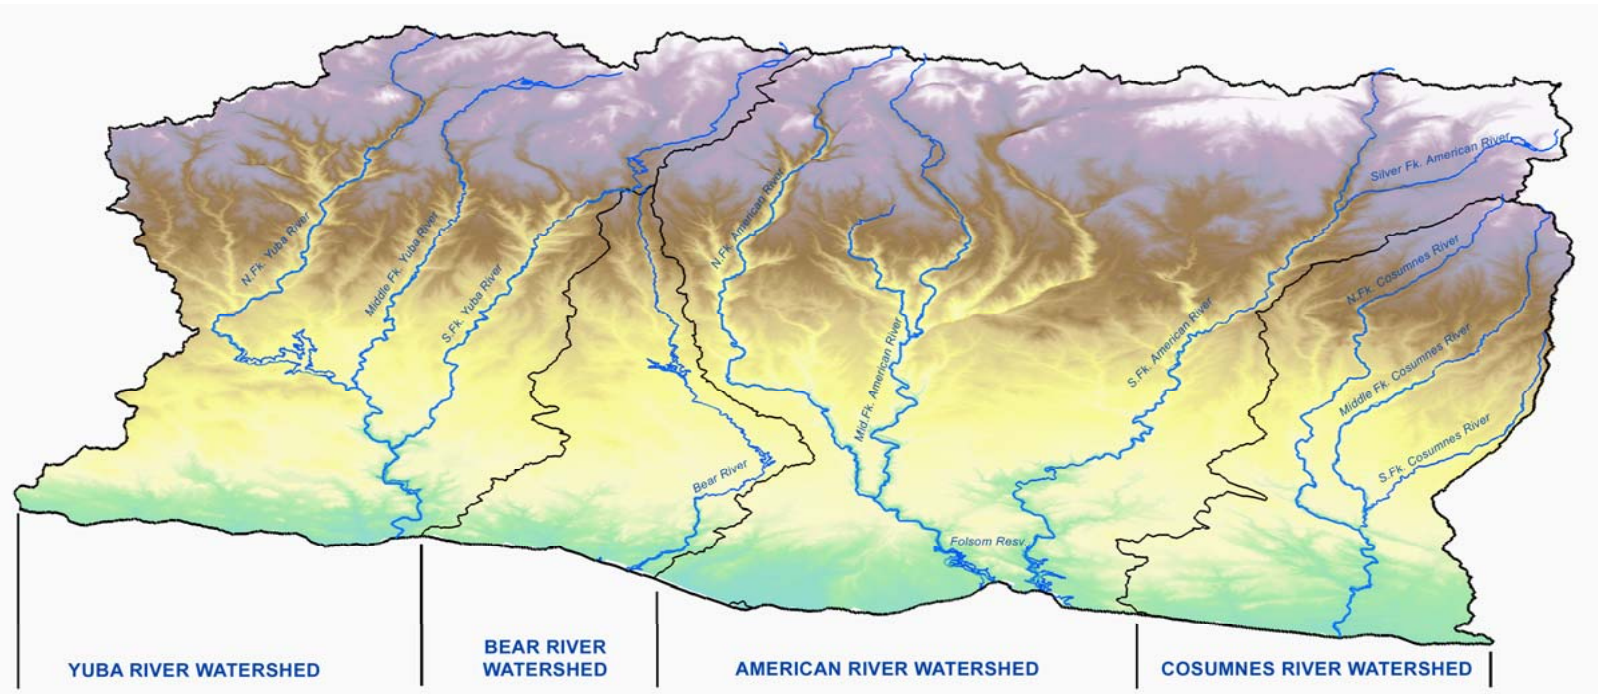 Silver Fk. American River
N.Fk. Yuba River
Middle Fk. Yuba River
S.Fk. Yuba River
N.Fk. American River
N.Fk. Cosumnes River
S.Fk. American River
Mid.Fk. American River
Middle Fk. Cosumnes River
S.Fk. Cosumnes River
Bear River
Folsom Resv.
YUBA RIVER WATERSHED
BEAR RIVER
WATERSHED
AMERICAN RIVER WATERSHED
COSUMNES RIVER WATERSHED